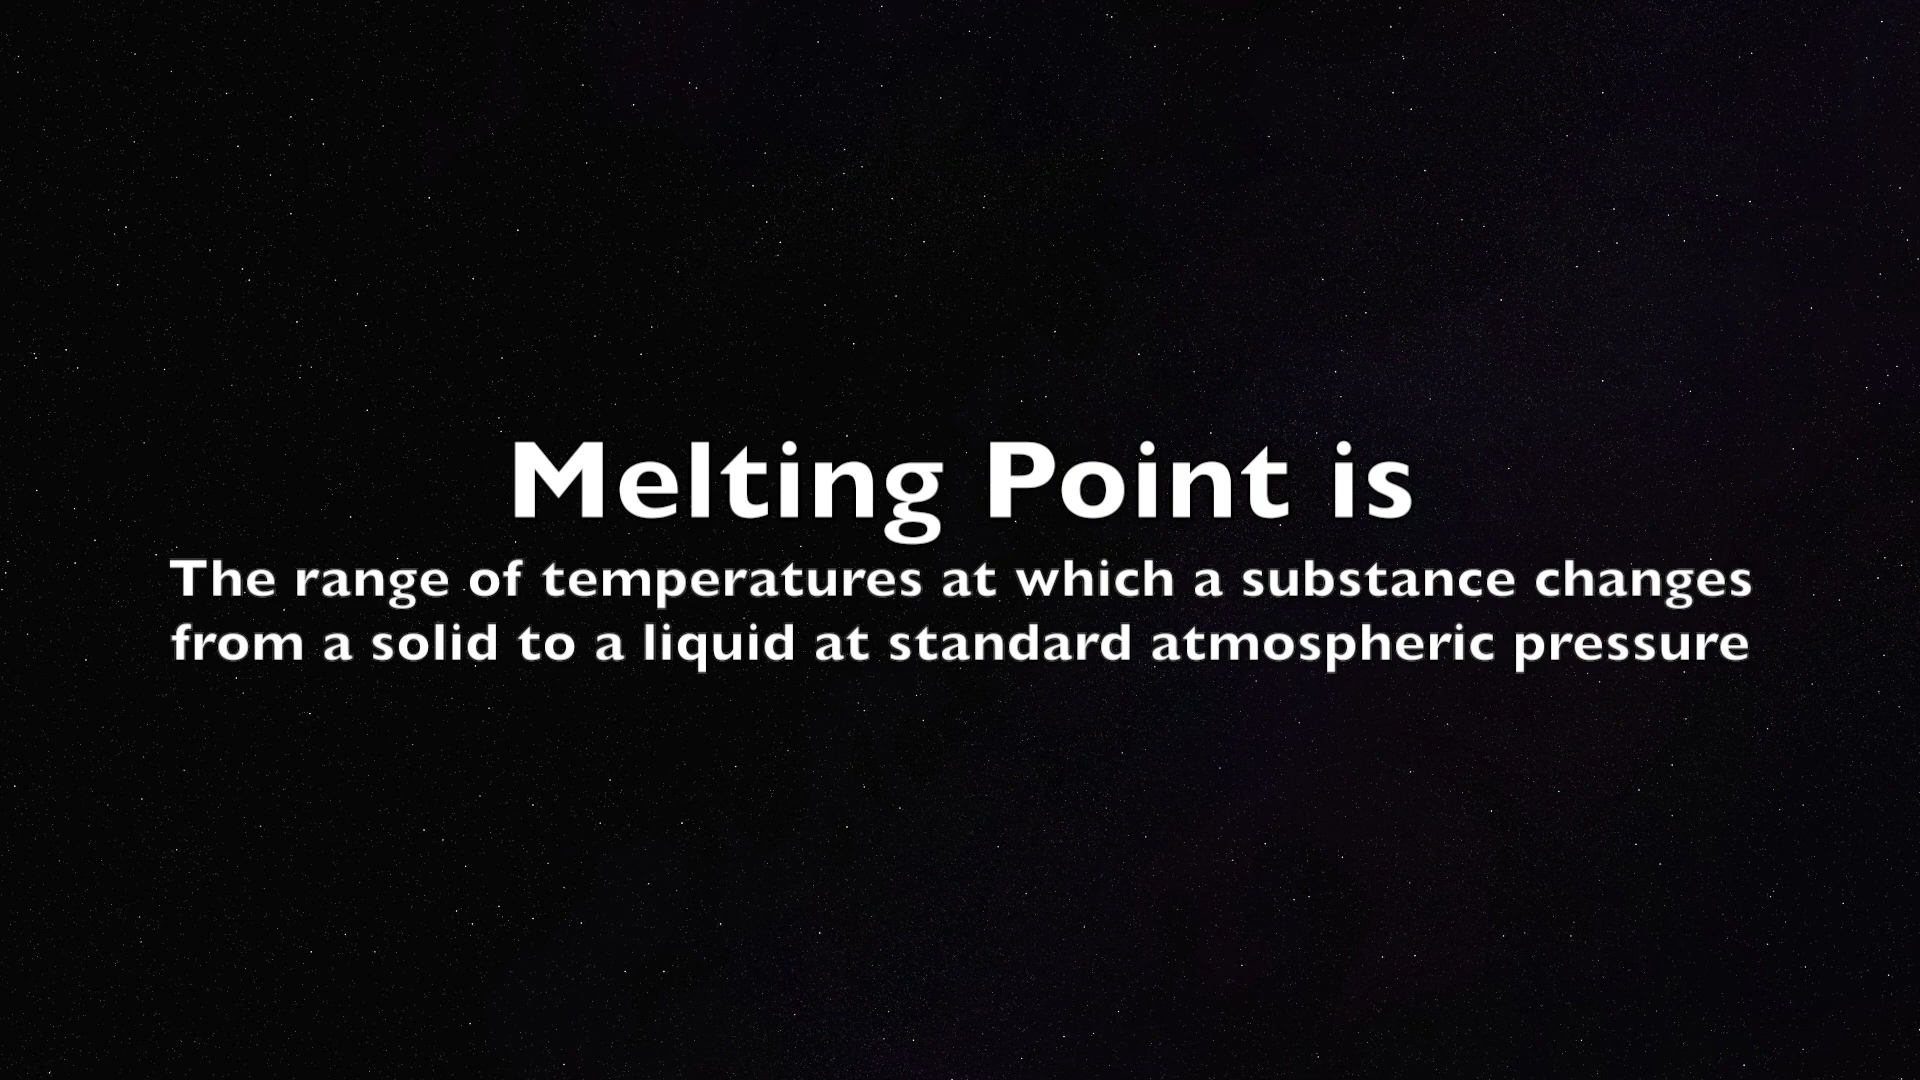 Melting Point is
The range of temperatures at which a substance changes
from a solid to a liquid at standard atmospheric pressure